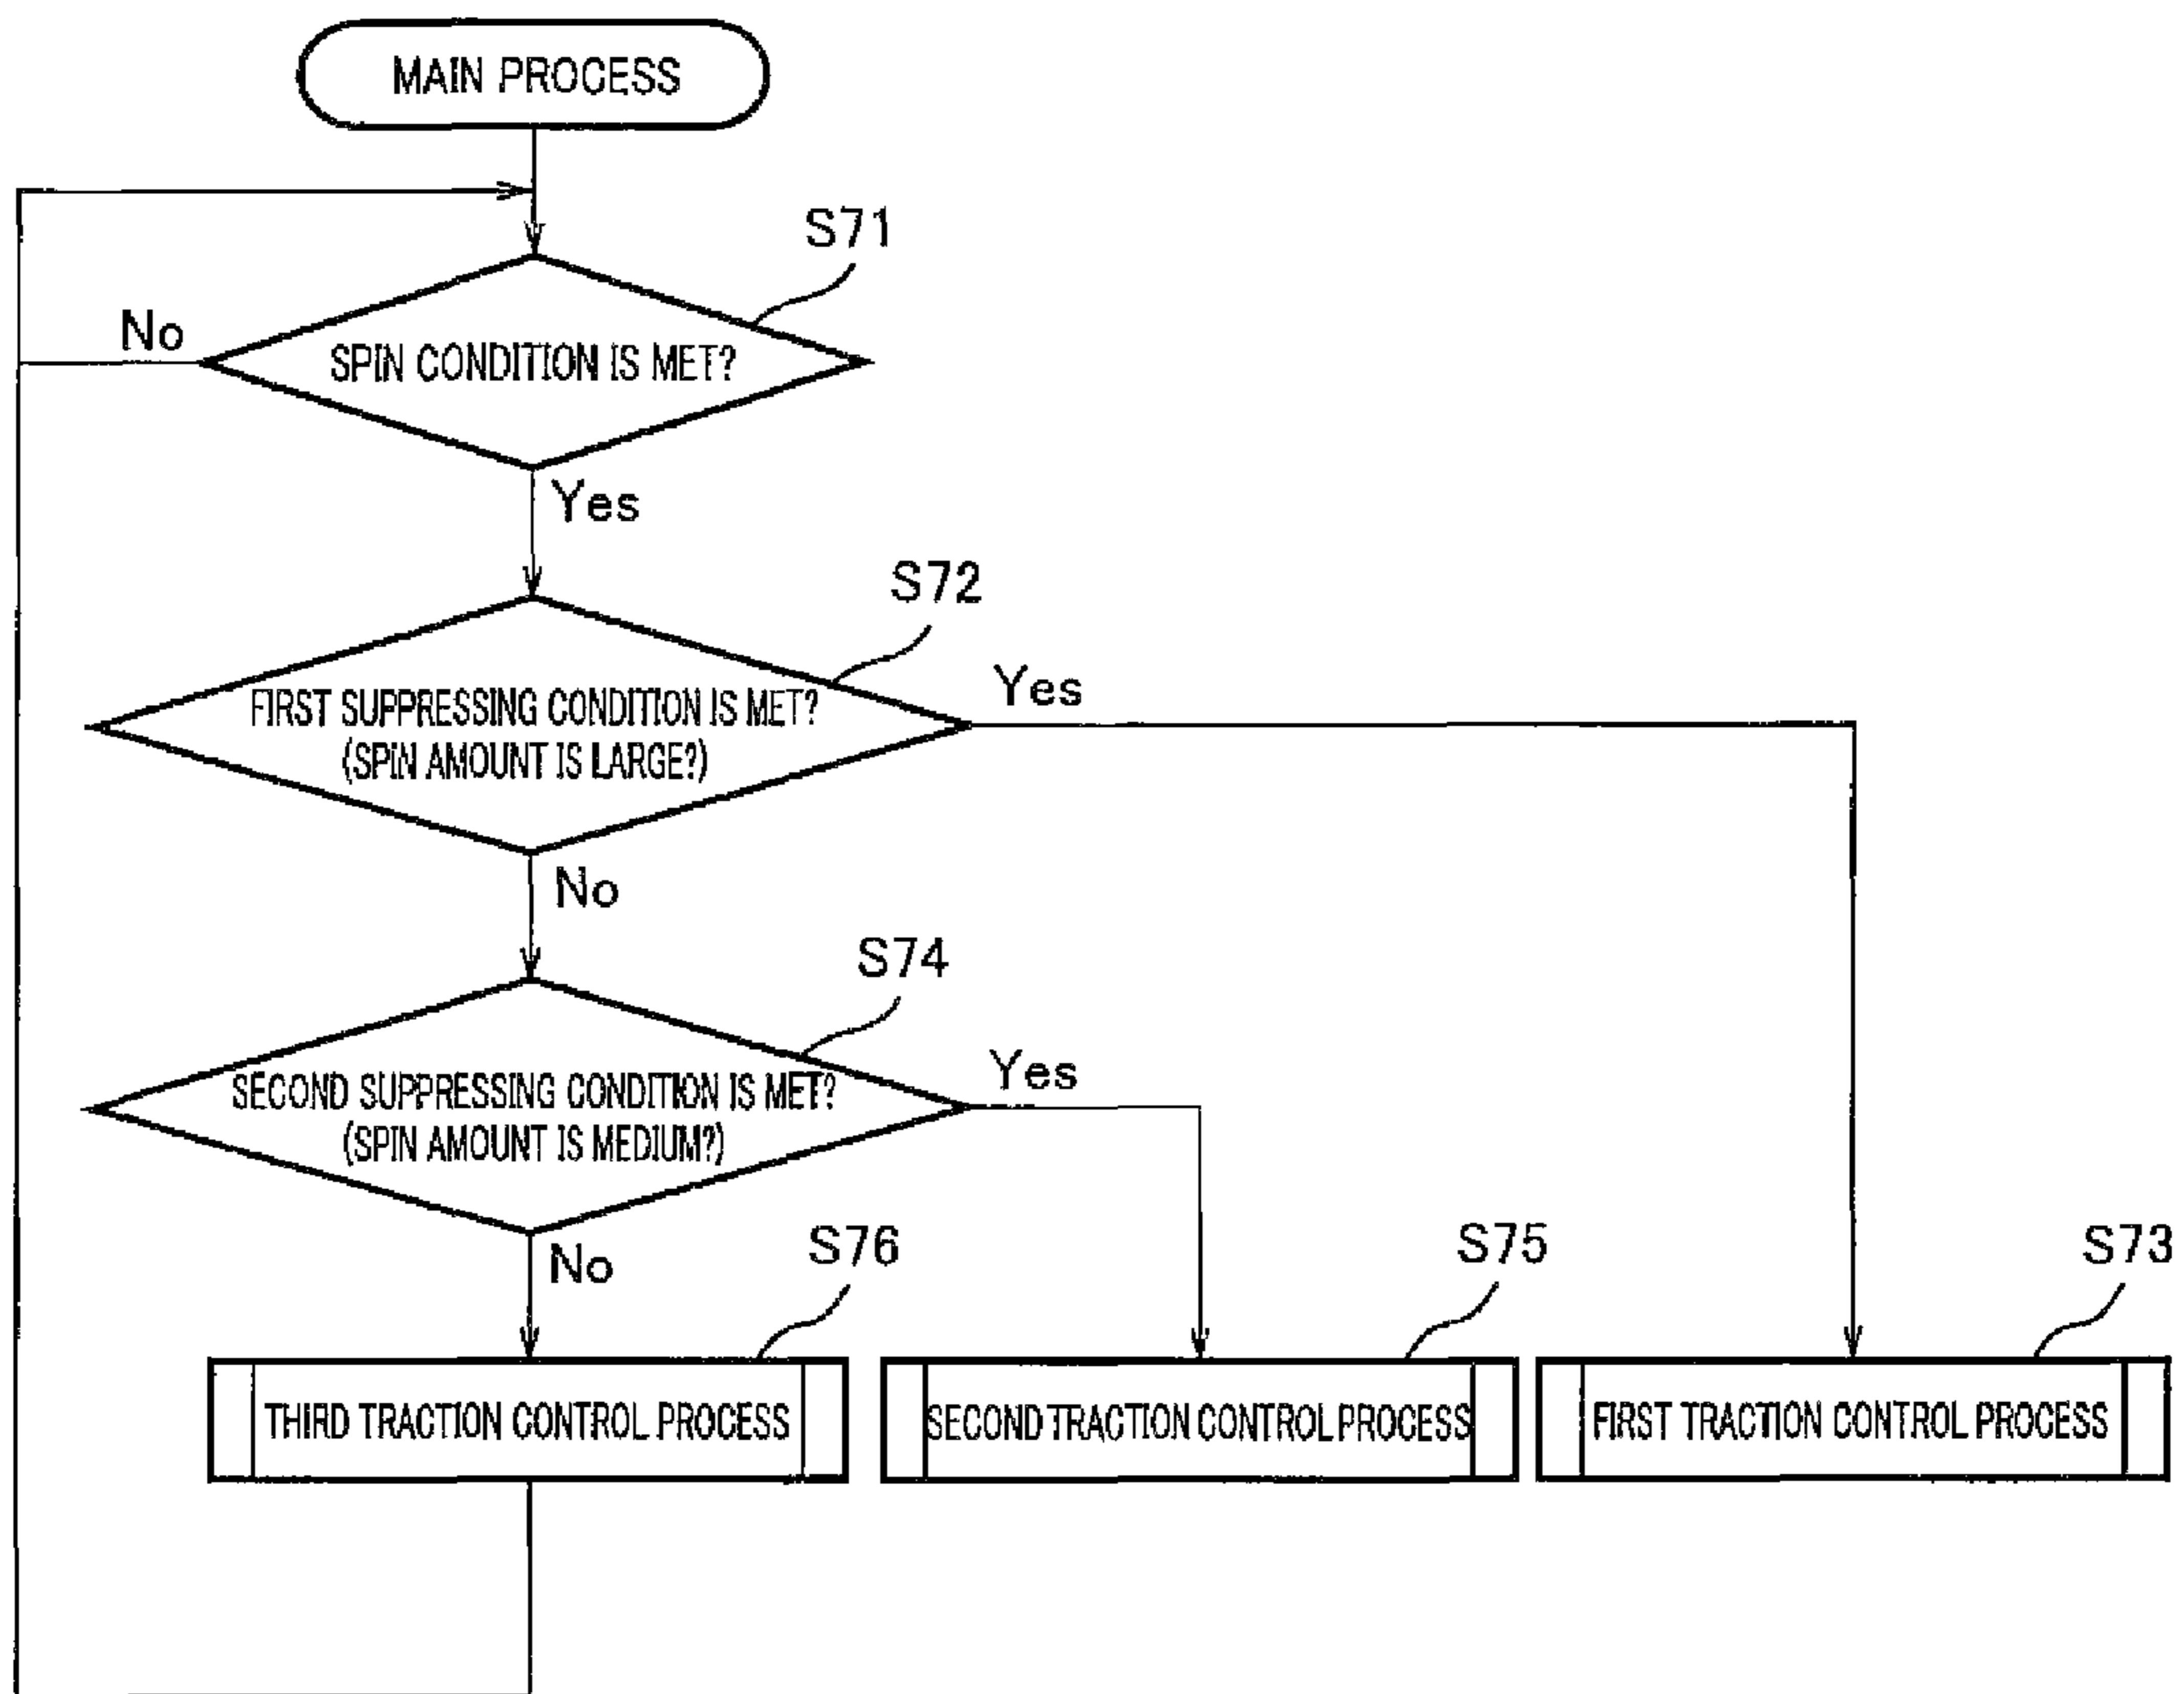 MAIN PROCESS
S71
No
SPIN CONDITION IS MET?
Yes
S72
FIRST SUPPRESSING CONDITION IS MET?
(SPIN AMOUNT IS LARGE?)
Yes
No
S74
SECOND SUPPRESSING CONDITION IS MET?
(SPIN AMOUNT IS MEDIUM?)
Yes
No
S76
S75
S73
THIRD TRACTION CONTROL PROCESS
SECOND TRACTION CONTROL PROCESS
FIRST TRACTION CONTROL PROCESS